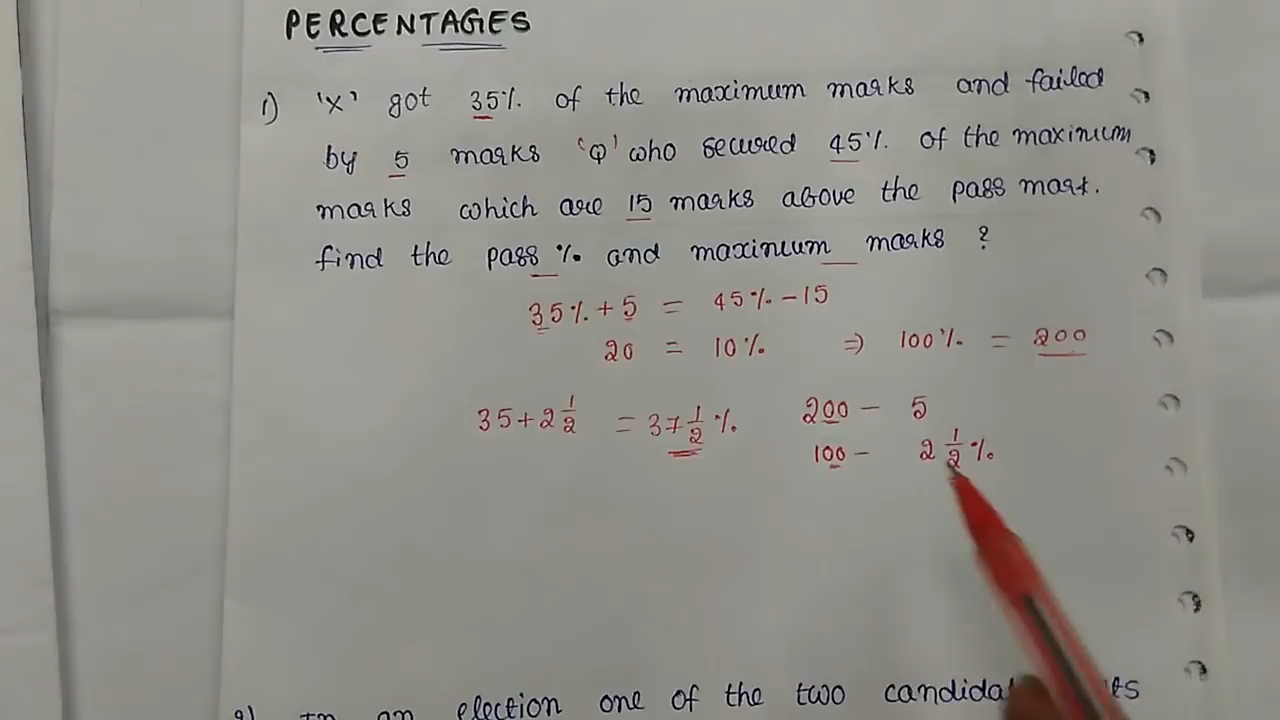 PERCENTAGES
1) 'x' got 35% of the maximum marks and failed
by 5 marks 'φ' who secured 45% of the maximum
marks which are 15 marks above the pass mark.
find the pass % and maximum marks ?
35% + 5 = 45% - 15
20 = 10% ⇒ 100% = 200
35 + 2 1/2 = 37 1/2 % 200 - 5
100 - 2 1/2 %
an election one of the two